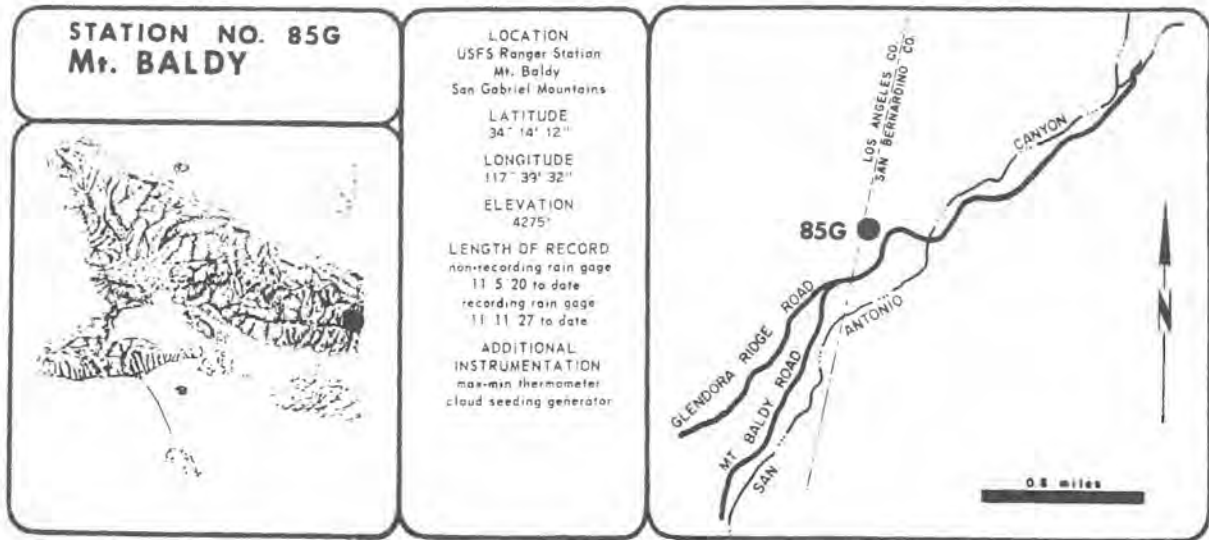 STATION NO. 85G
Mt. BALDY
LOCATION
USFS Ranger Station
Mt. Baldy
San Gabriel Mountains
LATITUDE
34° 14' 12"
LONGITUDE
117° 39' 32"
ELEVATION
4275'
LENGTH OF RECORD
non-recording rain gage
11 5 20 to date
recording rain gage
11 11 27 to date
ADDITIONAL
INSTRUMENTATION
max-min thermometer
cloud seeding generator
LOS ANGELES CO.
SAN BERNARDINO CO.
CANYON
85G
ANTONIO
GLENDORA RIDGE ROAD
MT BALDY ROAD
SAN
N
miles